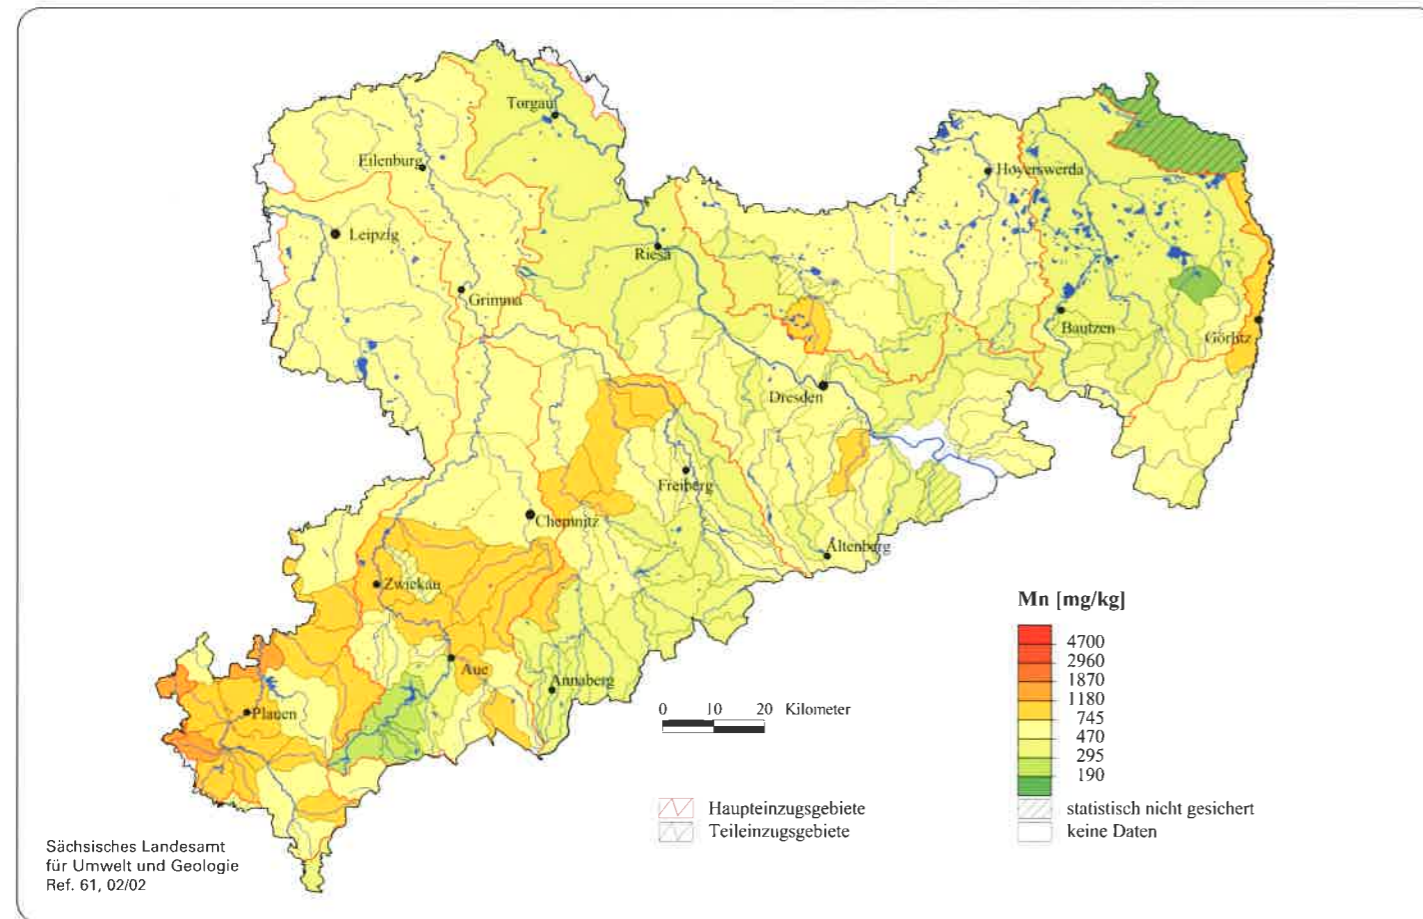 Torgau
Eilenburg
Hoyerswerda
Leipzig
Riesa
Grimma
Bautzen
Görlitz
Dresden
Freiberg
Chemnitz
Altenberg
Zwickau
Aue
Annaberg
Plauen
Mn [mg/kg]
4700
2960
1870
1180
745
470
295
190
0 10 20 Kilometer
Haupteinzugsgebiete
Teileinzugsgebiete
statistisch nicht gesichert
keine Daten
Sächsisches Landesamt
für Umwelt und Geologie
Ref. 61, 02/02